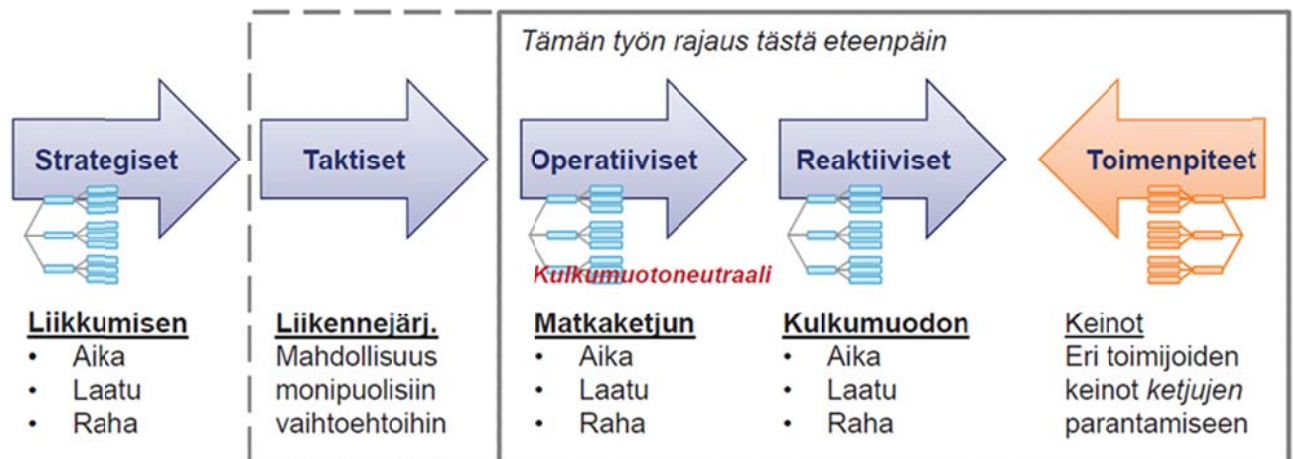 Tämän työn rajaus tästä eteenpäin
Strategiset
Taktiset
Operatiiviset
Reaktiiviset
Toimenpiteet
Kulkumuotoneutraali
Liikkumisen
• Aika
• Laatu
• Raha
Liikennejärj.
Mahdollisuus
monipuolisiin
vaihtoehtoihin
Matkaketjun
• Aika
• Laatu
• Raha
Kulkumuodon
• Aika
• Laatu
• Raha
Keinot
Eri toimijoiden
keinot ketjujen
parantamiseen